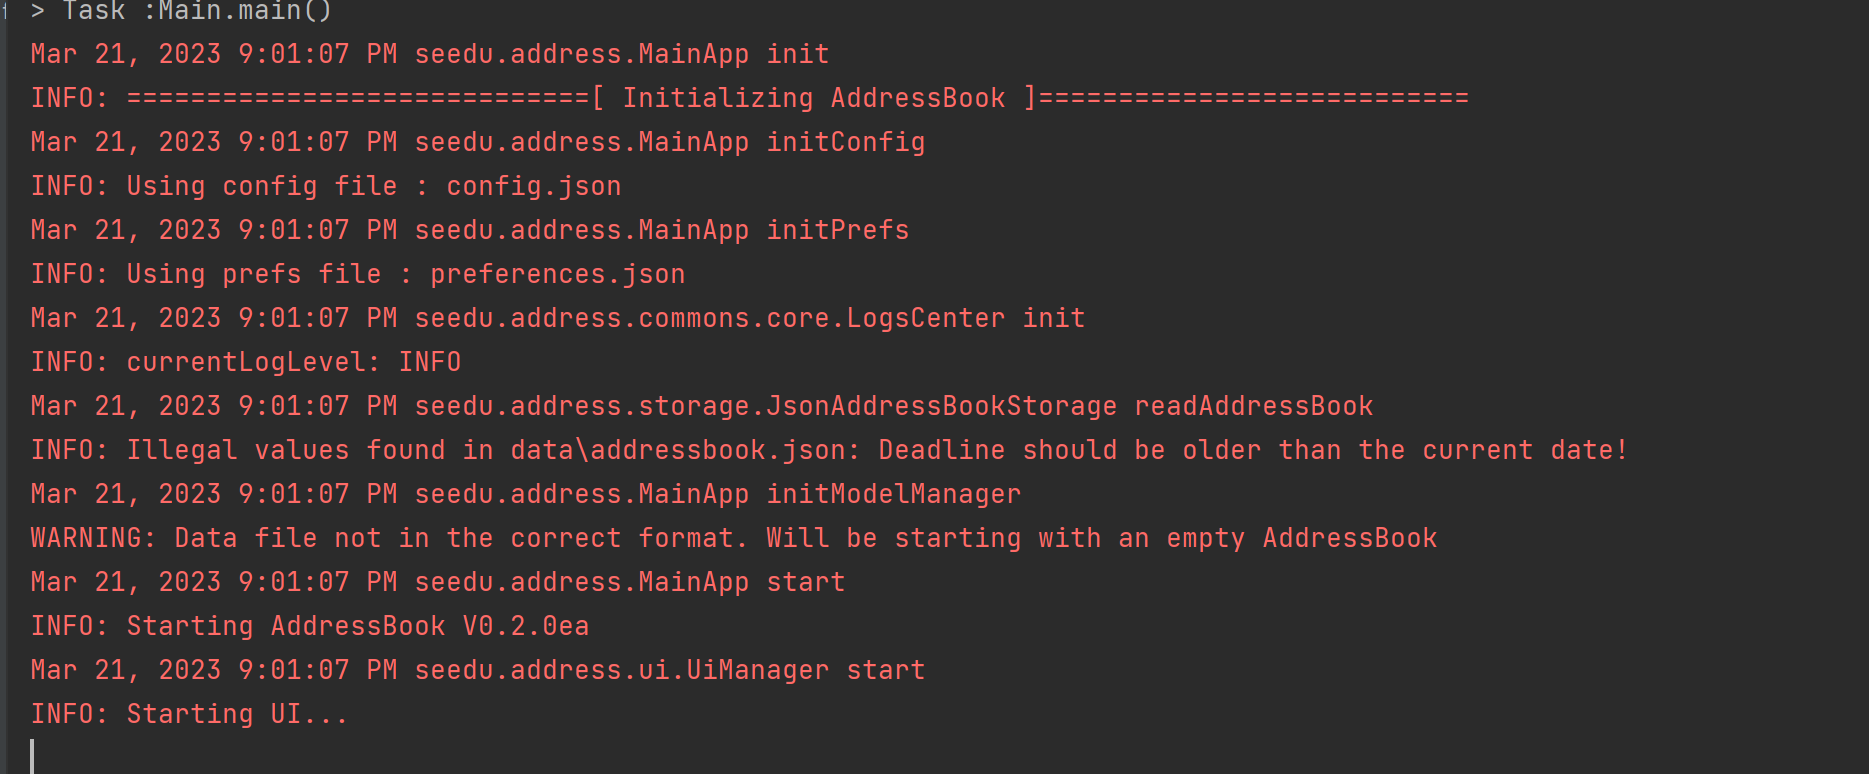 > Task :Main.main()
Mar 21, 2023 9:01:07 PM seedu.address.MainApp init
INFO: =============================[ Initializing AddressBook ]===========================
Mar 21, 2023 9:01:07 PM seedu.address.MainApp initConfig
INFO: Using config file : config.json
Mar 21, 2023 9:01:07 PM seedu.address.MainApp initPrefs
INFO: Using prefs file : preferences.json
Mar 21, 2023 9:01:07 PM seedu.address.commons.core.LogsCenter init
INFO: currentLogLevel: INFO
Mar 21, 2023 9:01:07 PM seedu.address.storage.JsonAddressBookStorage readAddressBook
INFO: Illegal values found in data\addressbook.json: Deadline should be older than the current date!
Mar 21, 2023 9:01:07 PM seedu.address.MainApp initModelManager
WARNING: Data file not in the correct format. Will be starting with an empty AddressBook
Mar 21, 2023 9:01:07 PM seedu.address.MainApp start
INFO: Starting AddressBook V0.2.0ea
Mar 21, 2023 9:01:07 PM seedu.address.ui.UiManager start
INFO: Starting UI...